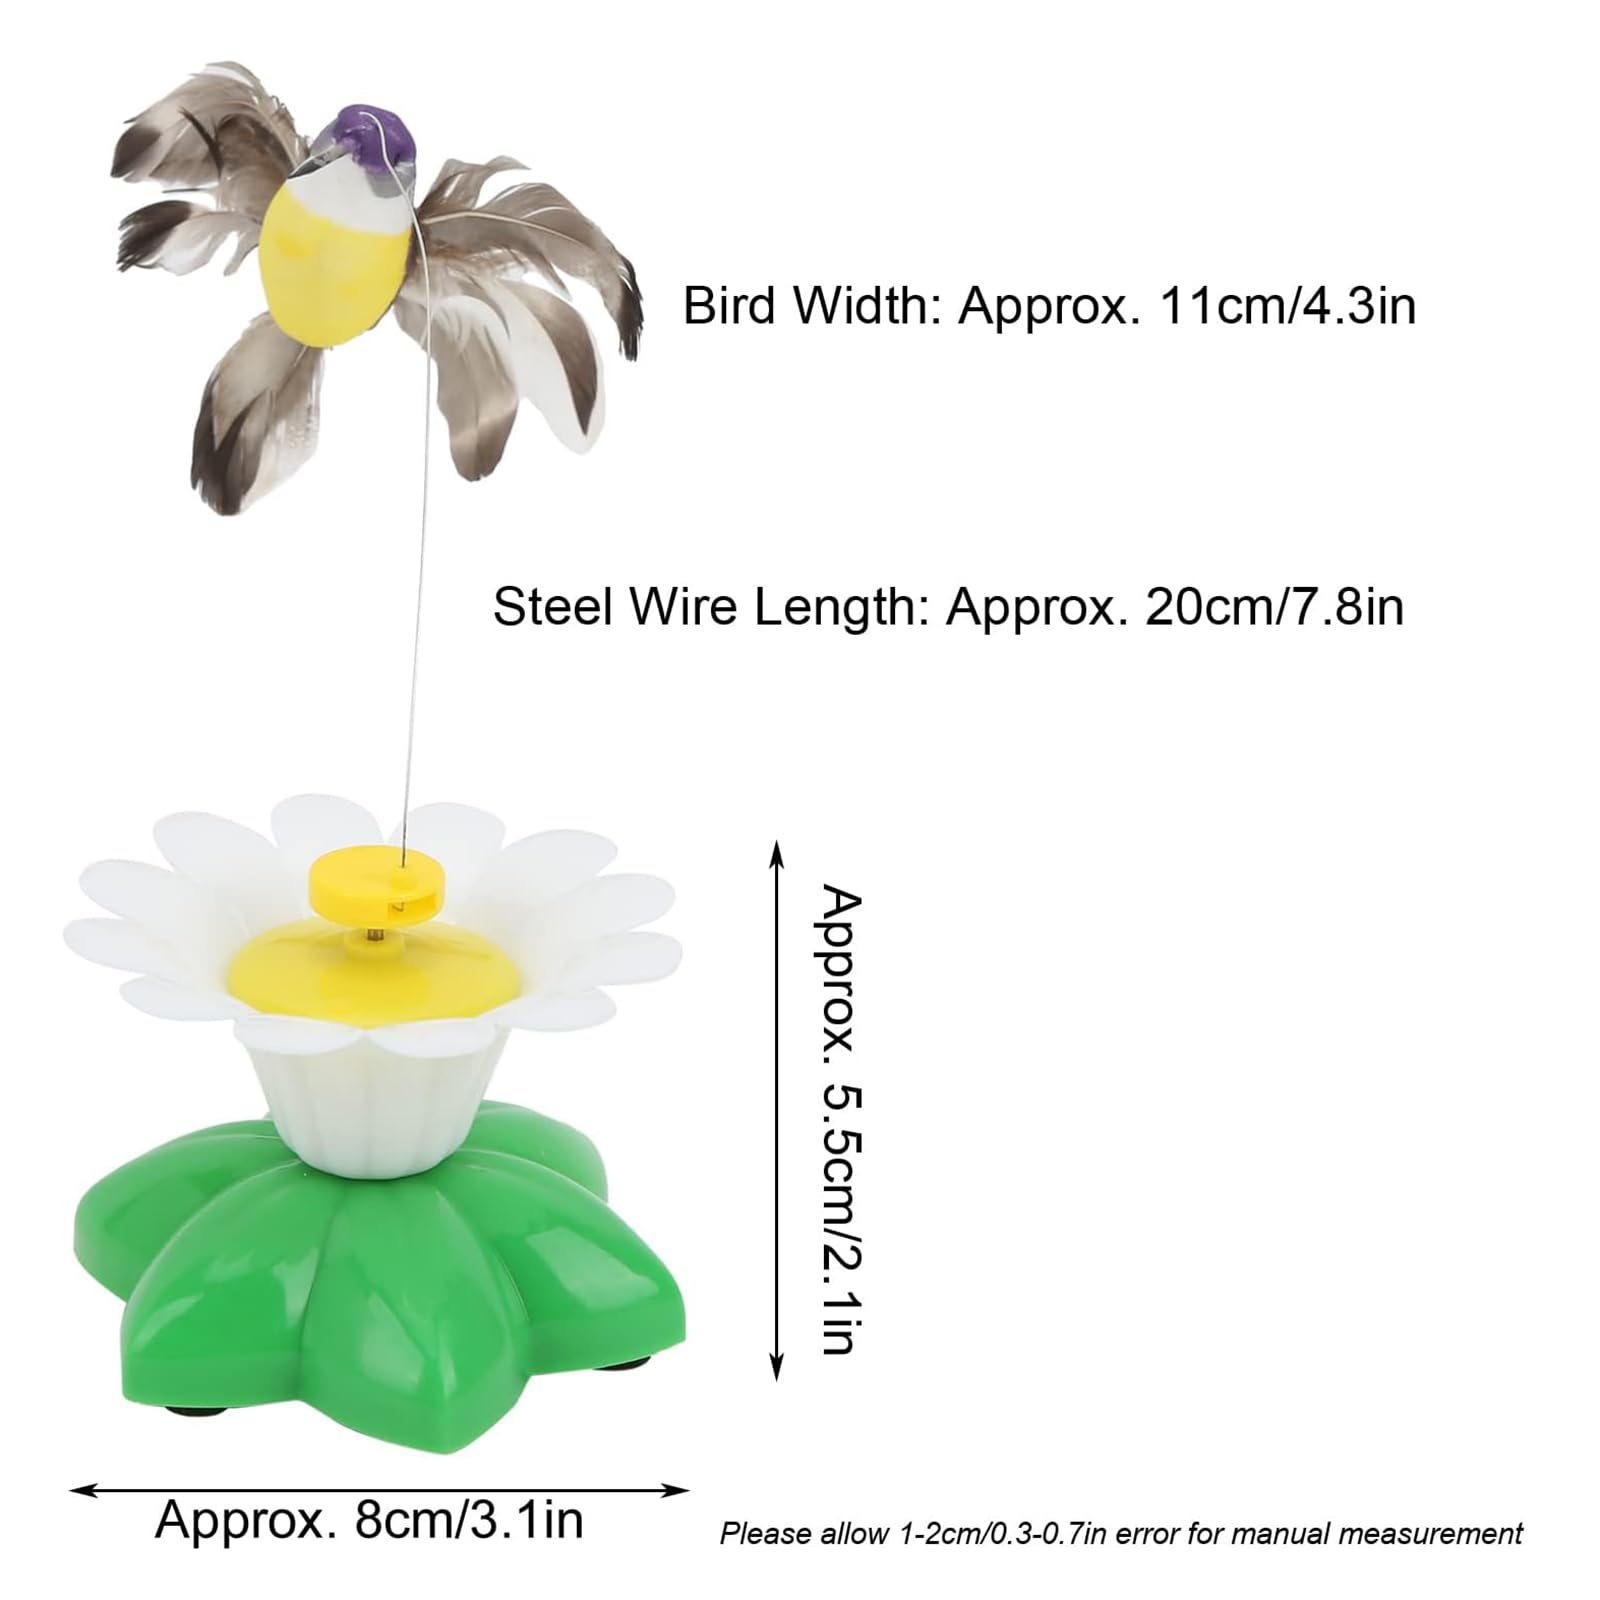 Bird Width: Approx. 11cm/4.3in
Steel Wire Length: Approx. 20cm/7.8in
Approx. 5.5cm/2.1in
Approx. 8cm/3.1in
Please allow 1-2cm/0.3-0.7in error for manual measurement